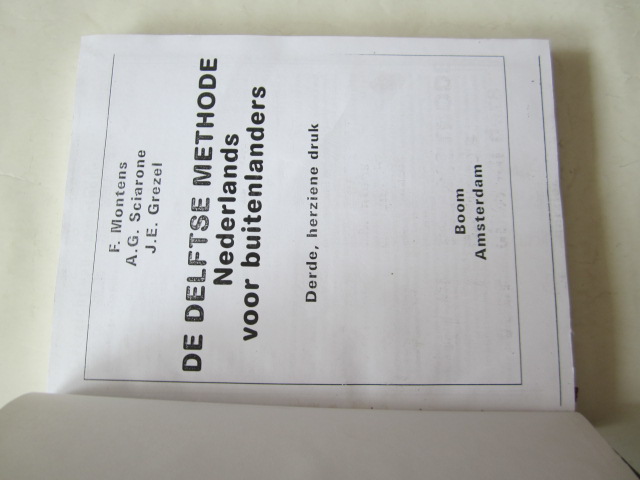 F. Montens
A.G. Sciarone
J.E. Grezel
DE DELFTSE METHODE
Nederlands
voor buitenlanders
Derde, herziene druk
Boom
Amsterdam